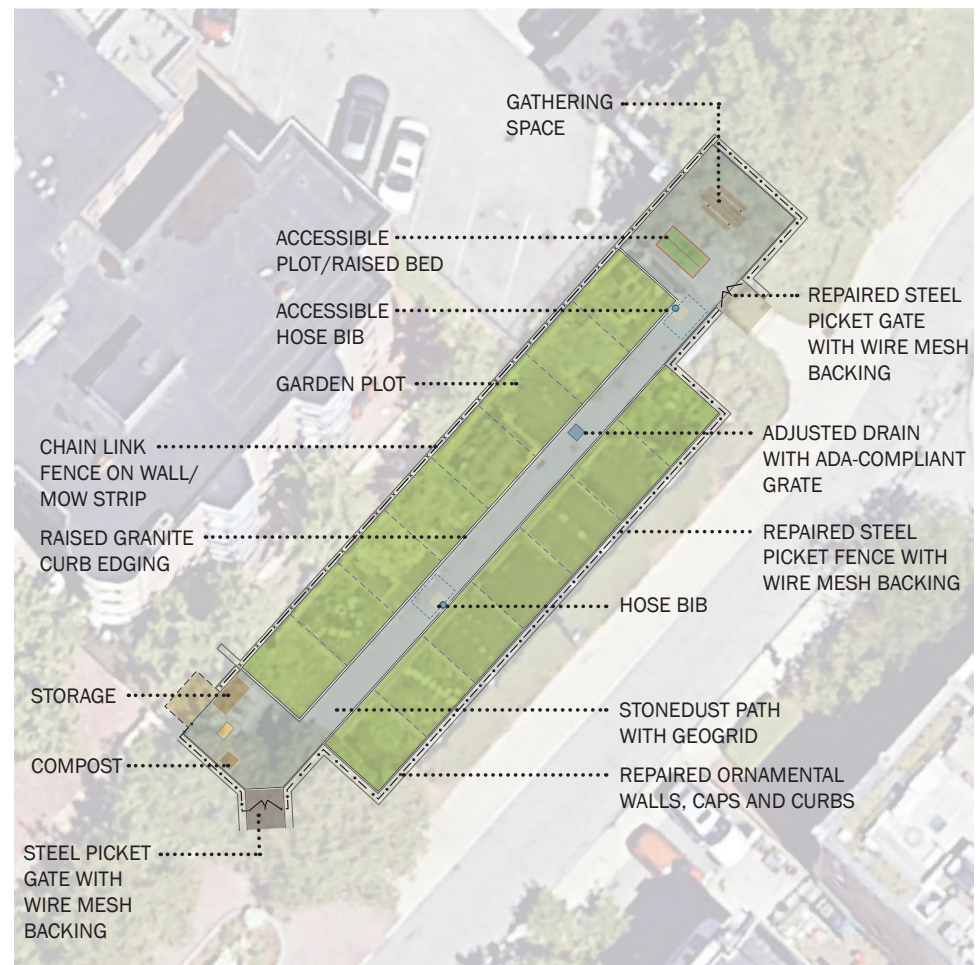 GATHERING
SPACE
ACCESSIBLE
PLOT/RAISED BED
ACCESSIBLE
HOSE BIB
GARDEN PLOT
CHAIN LINK
FENCE ON WALL/
MOW STRIP
RAISED GRANITE
CURB EDGING
STORAGE
COMPOST
STEEL PICKET
GATE WITH
WIRE MESH
BACKING
REPAIRED STEEL
PICKET GATE
WITH WIRE MESH
BACKING
ADJUSTED DRAIN
WITH ADA-COMPLIANT
GRATE
REPAIRED STEEL
PICKET FENCE WITH
WIRE MESH BACKING
HOSE BIB
STONEDUST PATH
WITH GEOGRID
REPAIRED ORNAMENTAL
WALLS, CAPS AND CURBS